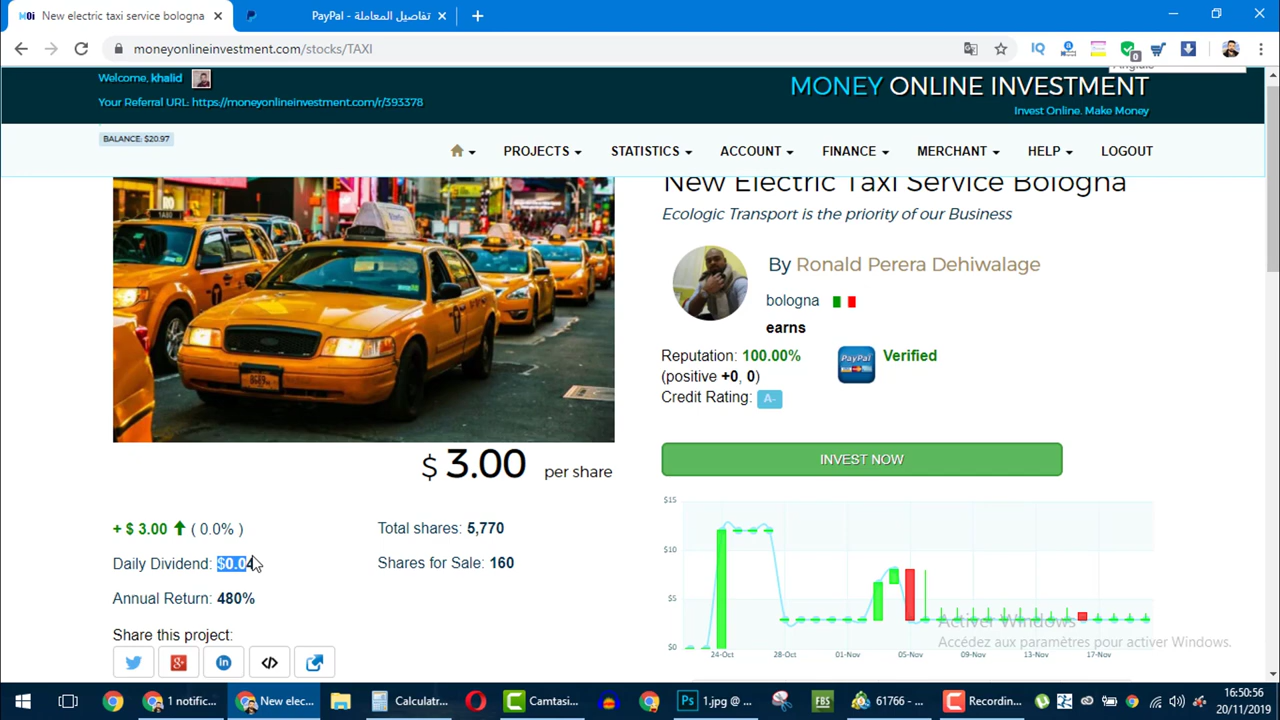 New electric taxi service bologna
PayPal - تفاصيل المعاملة
moneyonlineinvestment.com/stocks/TAXI
Welcome, khalid
Your Referral URL: https://moneyonlineinvestment.com/r/393378
MONEY ONLINE INVESTMENT
Invest Online. Make Money
BALANCE: $20.97
PROJECTS
STATISTICS
ACCOUNT
FINANCE
MERCHANT
HELP
LOGOUT
New Electric Taxi Service Bologna
Ecologic Transport is the priority of our Business
By Ronald Perera Dehiwalage
bologna
earns
Reputation: 100.00%
(positive +0, 0)
Credit Rating: A-
PayPal
Verified
INVEST NOW
$ 3.00 per share
+ $ 3.00 ( 0.0% )
Total shares: 5,770
Daily Dividend: $0.04
Shares for Sale: 160
Annual Return: 480%
Share this project:
$15
$10
$5
$0
24-Oct
28-Oct
01-Nov
05-Nov
09-Nov
13-Nov
17-Nov
Activer Windows
Accédez aux paramètres pour activer Windows.
1 notific...
New elec...
Calculatr...
Camtasi...
1.jpg @ ...
FBS
61766 - ...
Recordin...
16:50:56
20/11/2019